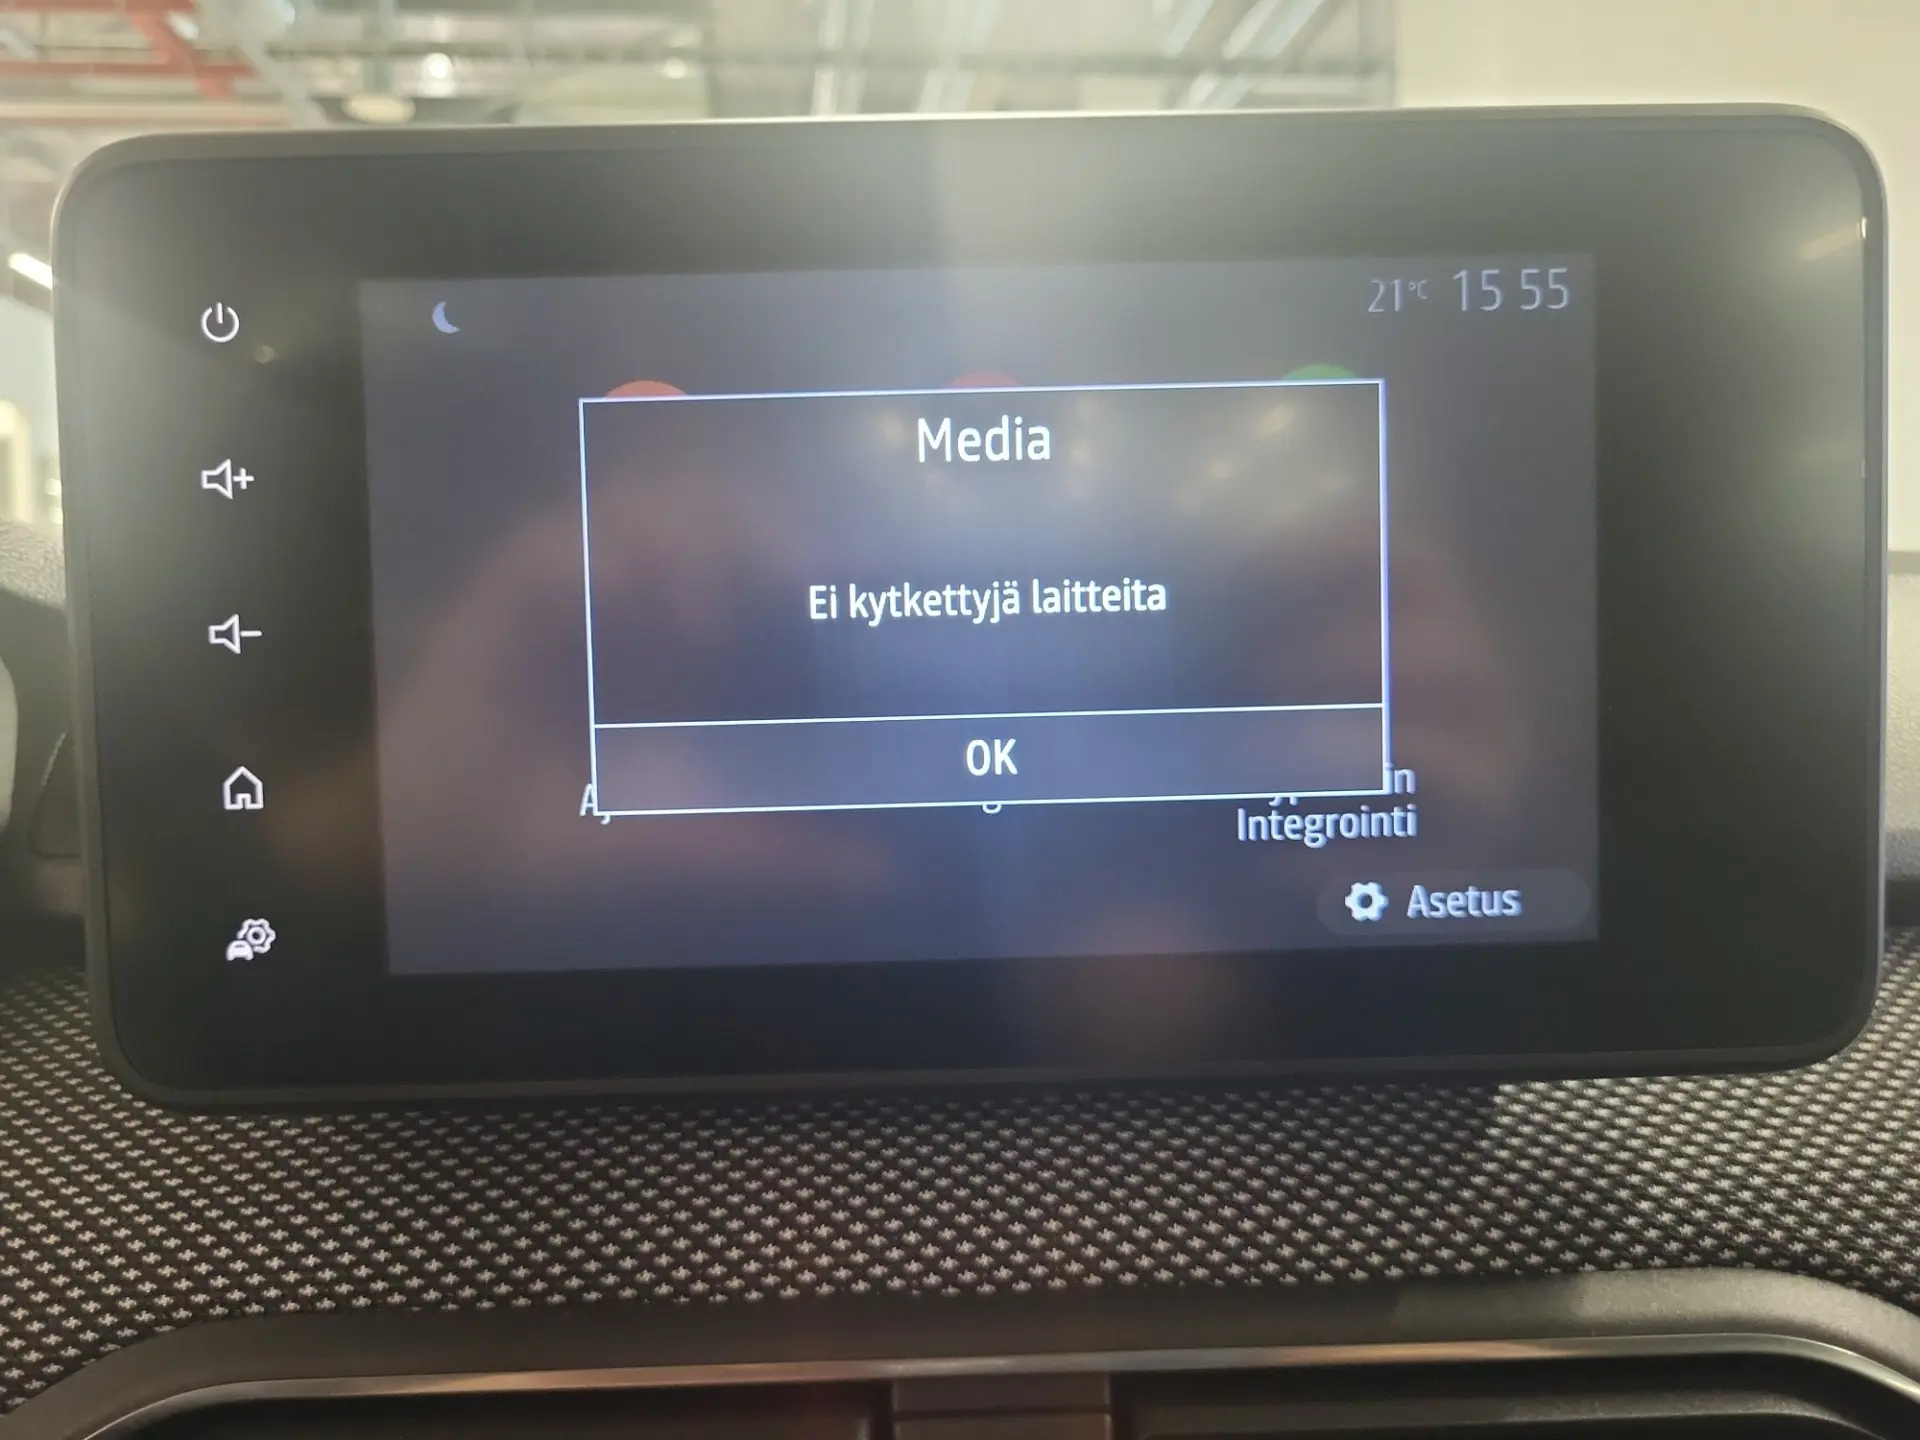 21°C 15 55
Media
Ei kytkettyjä laitteita
OK
Integrointi
Asetus